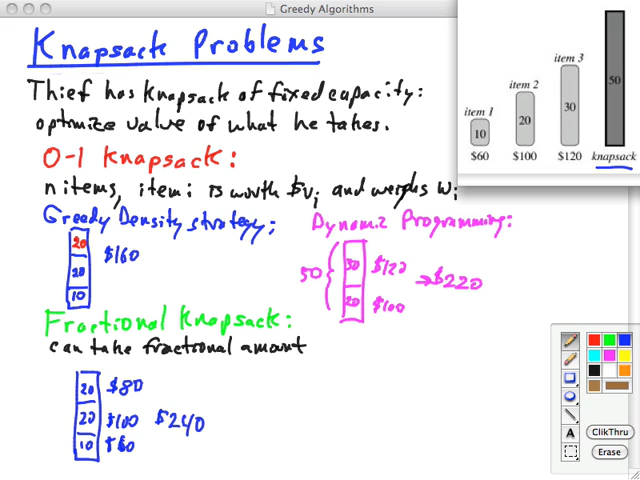 Greedy Algorithms
Knapsack Problems
Thief has knapsack of fixed capacity:
optimize value of what he takes.
item 1
10
$60
item 2
20
$100
item 3
30
$120
50
knapsack
0-1 Knapsack:
n items, item i is worth $vi and weighs wi
Greedy Density strategy:
20
20
10
$160
Dynamic Programming:
50
30 $120
20 $100
→$220
Fractional Knapsack:
can take fractional amount
20 $80
20 $100 $240
10 $60
A
ClikThru
Erase